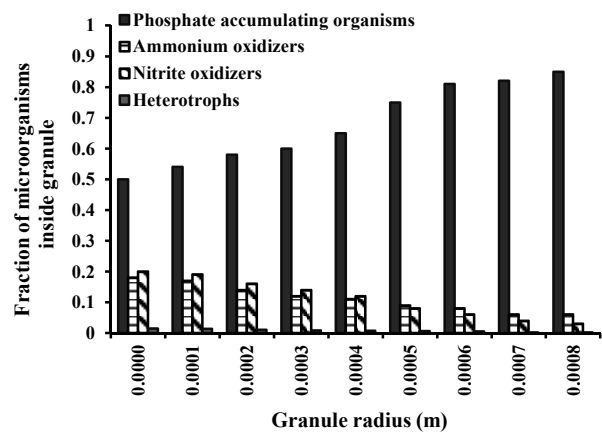 Phosphate accumulating organisms
Ammonium oxidizers
Nitrite oxidizers
Heterotrophs
1
0.9
0.8
0.7
0.6
0.5
0.4
0.3
0.2
0.1
0
Fraction of microorganisms
inside granule
0.0000
0.0001
0.0002
0.0003
0.0004
0.0005
0.0006
0.0007
0.0008
Granule radius (m)